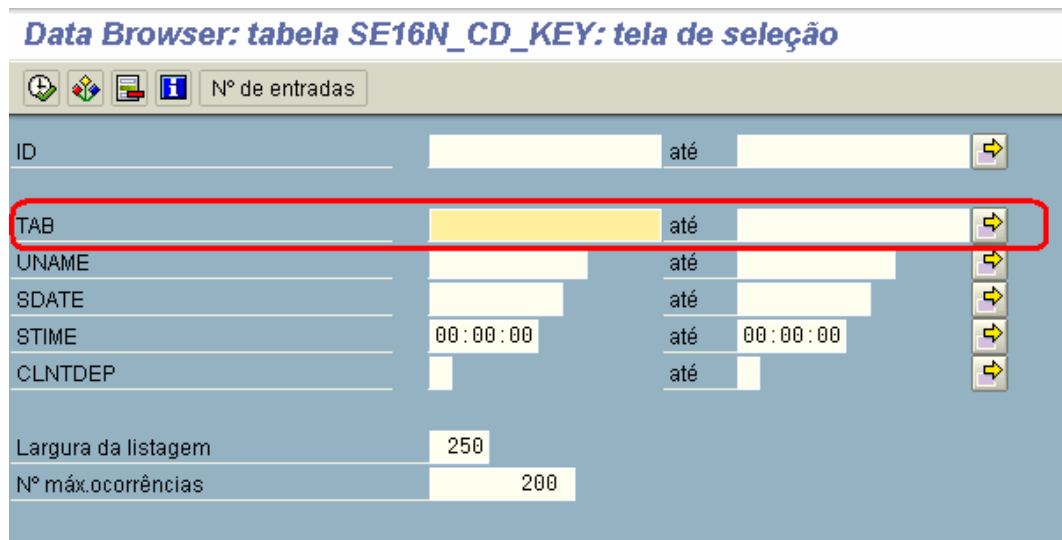 Data Browser: tabela SE16N_CD_KEY: tela de seleção
Nº de entradas
ID até
TAB até
UNAME até
SDATE até
STIME 00:00:00 até 00:00:00
CLNTDEP até
Largura da listagem 250
Nº máx.ocorrências 200